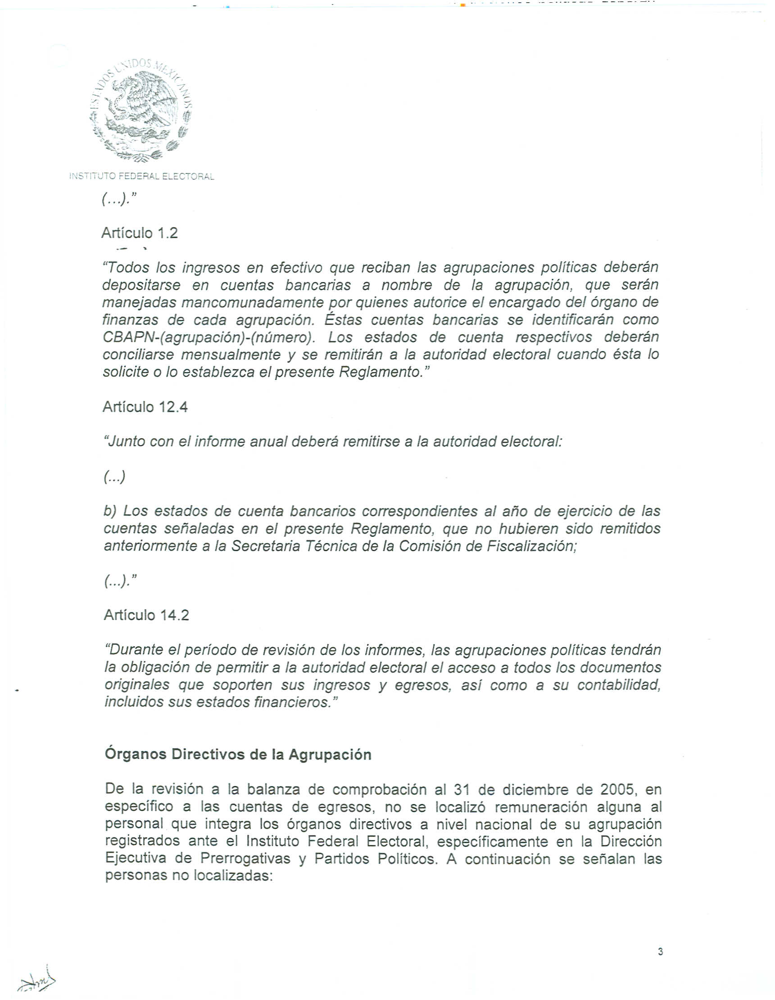 ESTADOS UNIDOS MEXICANOS
INSTITUTO FEDERAL ELECTORAL
(...)."
Artículo 1.2
“Todos los ingresos en efectivo que reciban las agrupaciones políticas deberán
depositarse en cuentas bancarias a nombre de la agrupación, que serán
manejadas mancomunadamente por quienes autorice el encargado del órgano de
finanzas de cada agrupación. Éstas cuentas bancarias se identificarán como
CBAPN-(agrupación)-(número). Los estados de cuenta respectivos deberán
conciliarse mensualmente y se remitirán a la autoridad electoral cuando ésta lo
solicite o lo establezca el presente Reglamento.”
Artículo 12.4
“Junto con el informe anual deberá remitirse a la autoridad electoral:
(...)
b) Los estados de cuenta bancarios correspondientes al año de ejercicio de las
cuentas señaladas en el presente Reglamento, que no hubieren sido remitidos
anteriormente a la Secretaria Técnica de la Comisión de Fiscalización;
(...).”
Artículo 14.2
“Durante el período de revisión de los informes, las agrupaciones políticas tendrán
la obligación de permitir a la autoridad electoral el acceso a todos los documentos
originales que soporten sus ingresos y egresos, así como a su contabilidad,
incluidos sus estados financieros.”
Órganos Directivos de la Agrupación
De la revisión a la balanza de comprobación al 31 de diciembre de 2005, en
específico a las cuentas de egresos, no se localizó remuneración alguna al
personal que integra los órganos directivos a nivel nacional de su agrupación
registrados ante el Instituto Federal Electoral, específicamente en la Dirección
Ejecutiva de Prerrogativas y Partidos Políticos. A continuación se señalan las
personas no localizadas:
3